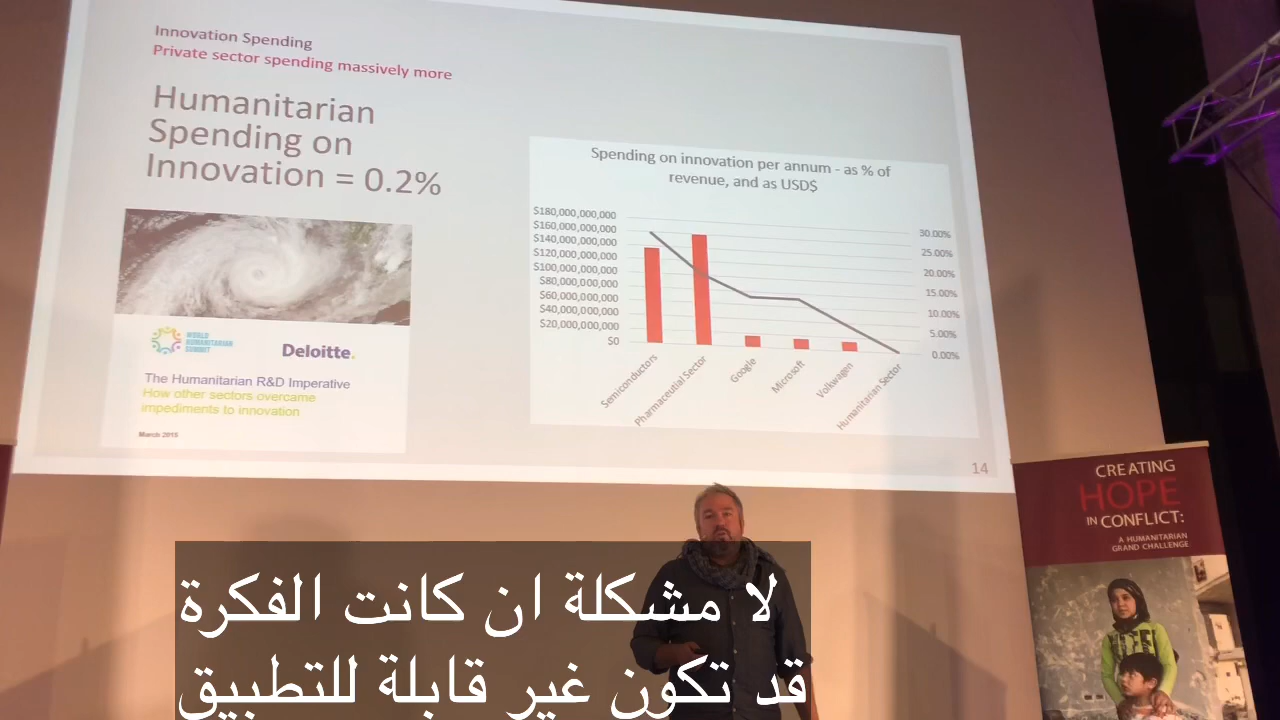 Innovation Spending
Private sector spending massively more
Humanitarian
Spending on
Innovation = 0.2%
WORLD
HUMANITARIAN
SUMMIT
Deloitte.
The Humanitarian R&D Imperative
How other sectors overcame
impediments to innovation
March 2015
Spending on innovation per annum - as % of
revenue, and as USD$
$180,000,000,000
$160,000,000,000
$140,000,000,000
$120,000,000,000
$100,000,000,000
$80,000,000,000
$60,000,000,000
$40,000,000,000
$20,000,000,000
$0
30.00%
25.00%
20.00%
15.00%
10.00%
5.00%
0.00%
Semiconductors
Pharmaceutial Sector
Google
Microsoft
Volkwagen
Humanitarian Sector
14
CREATING
HOPE
IN CONFLICT:
A HUMANITARIAN
GRAND CHALLENGE
لا مشكلة ان كانت الفكرة
قد تكون غير قابلة للتطبيق